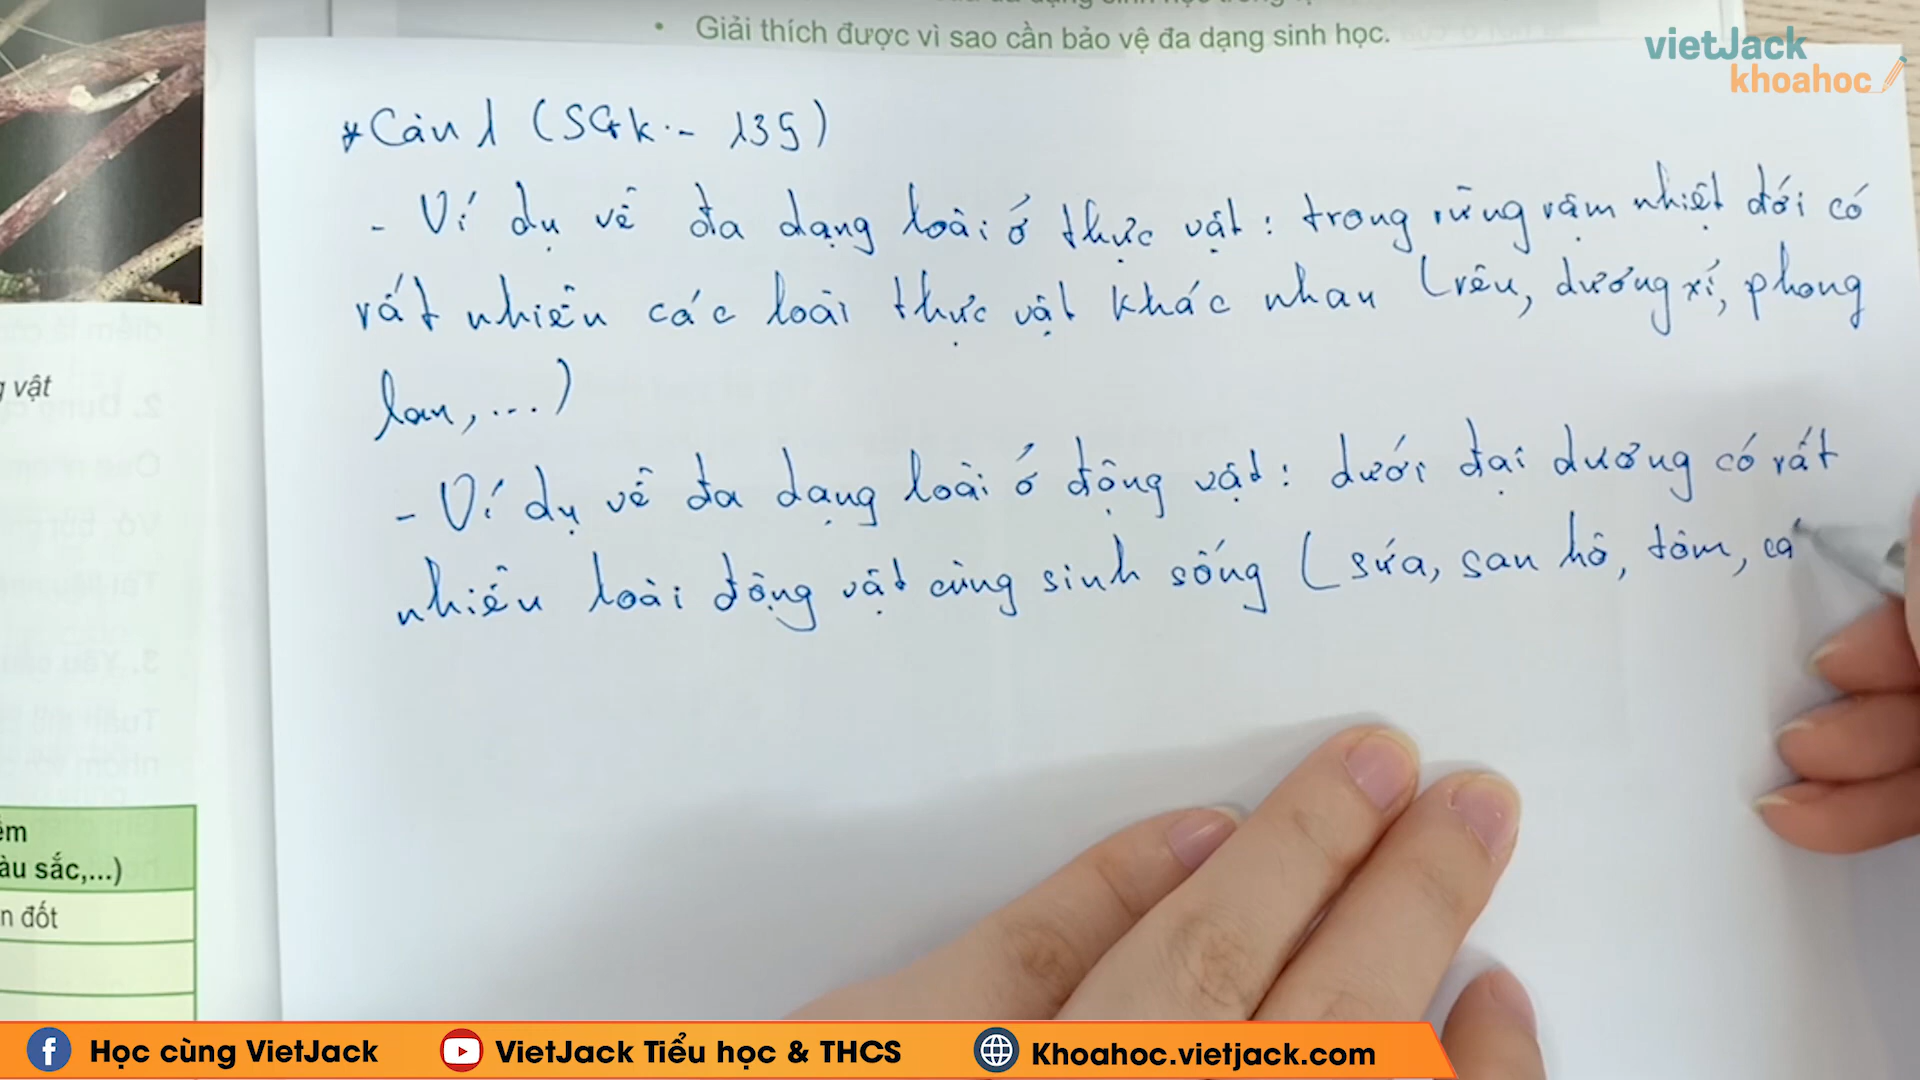 Giải thích được vì sao cần bảo vệ đa dạng sinh học.
vietJack
khoahoc
* Câu 1 (SGK - 135)
- Ví dụ về đa dạng loài ở thực vật: trong rừng rậm nhiệt đới có
rất nhiều các loài thực vật khác nhau (rêu, dương xỉ, phong
lan, ...)
- Ví dụ về đa dạng loài ở động vật: dưới đại dương có rất
nhiều loài động vật cùng sinh sống (sứa, san hô, tôm, cá
vật
àu sắc,...)
n đốt
Học cùng VietJack
VietJack Tiểu học & THCS
Khoahoc.vietjack.com